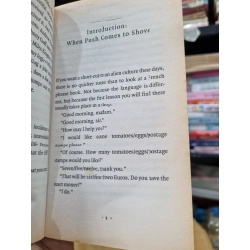 Introduction:
When Push Comes to Shove
If you want a short-cut to an alien culture these days,
there is no quicker route than to look at a French
phrase book. Not because the language is differ-
ent, but because the first lesson you will find there
usually takes place in a shop.
"Good morning, madam."
"Good morning, sir."
"How may I help you?"
"I would like some tomatoes/eggs/postage
stamps please."
"Of course. How many tomatoes/eggs/postage
stamps would you like?"
"Seven/five/twelve, thank you."
"That will be six/four/two Euros. Do you have the
exact money?"
"I do."